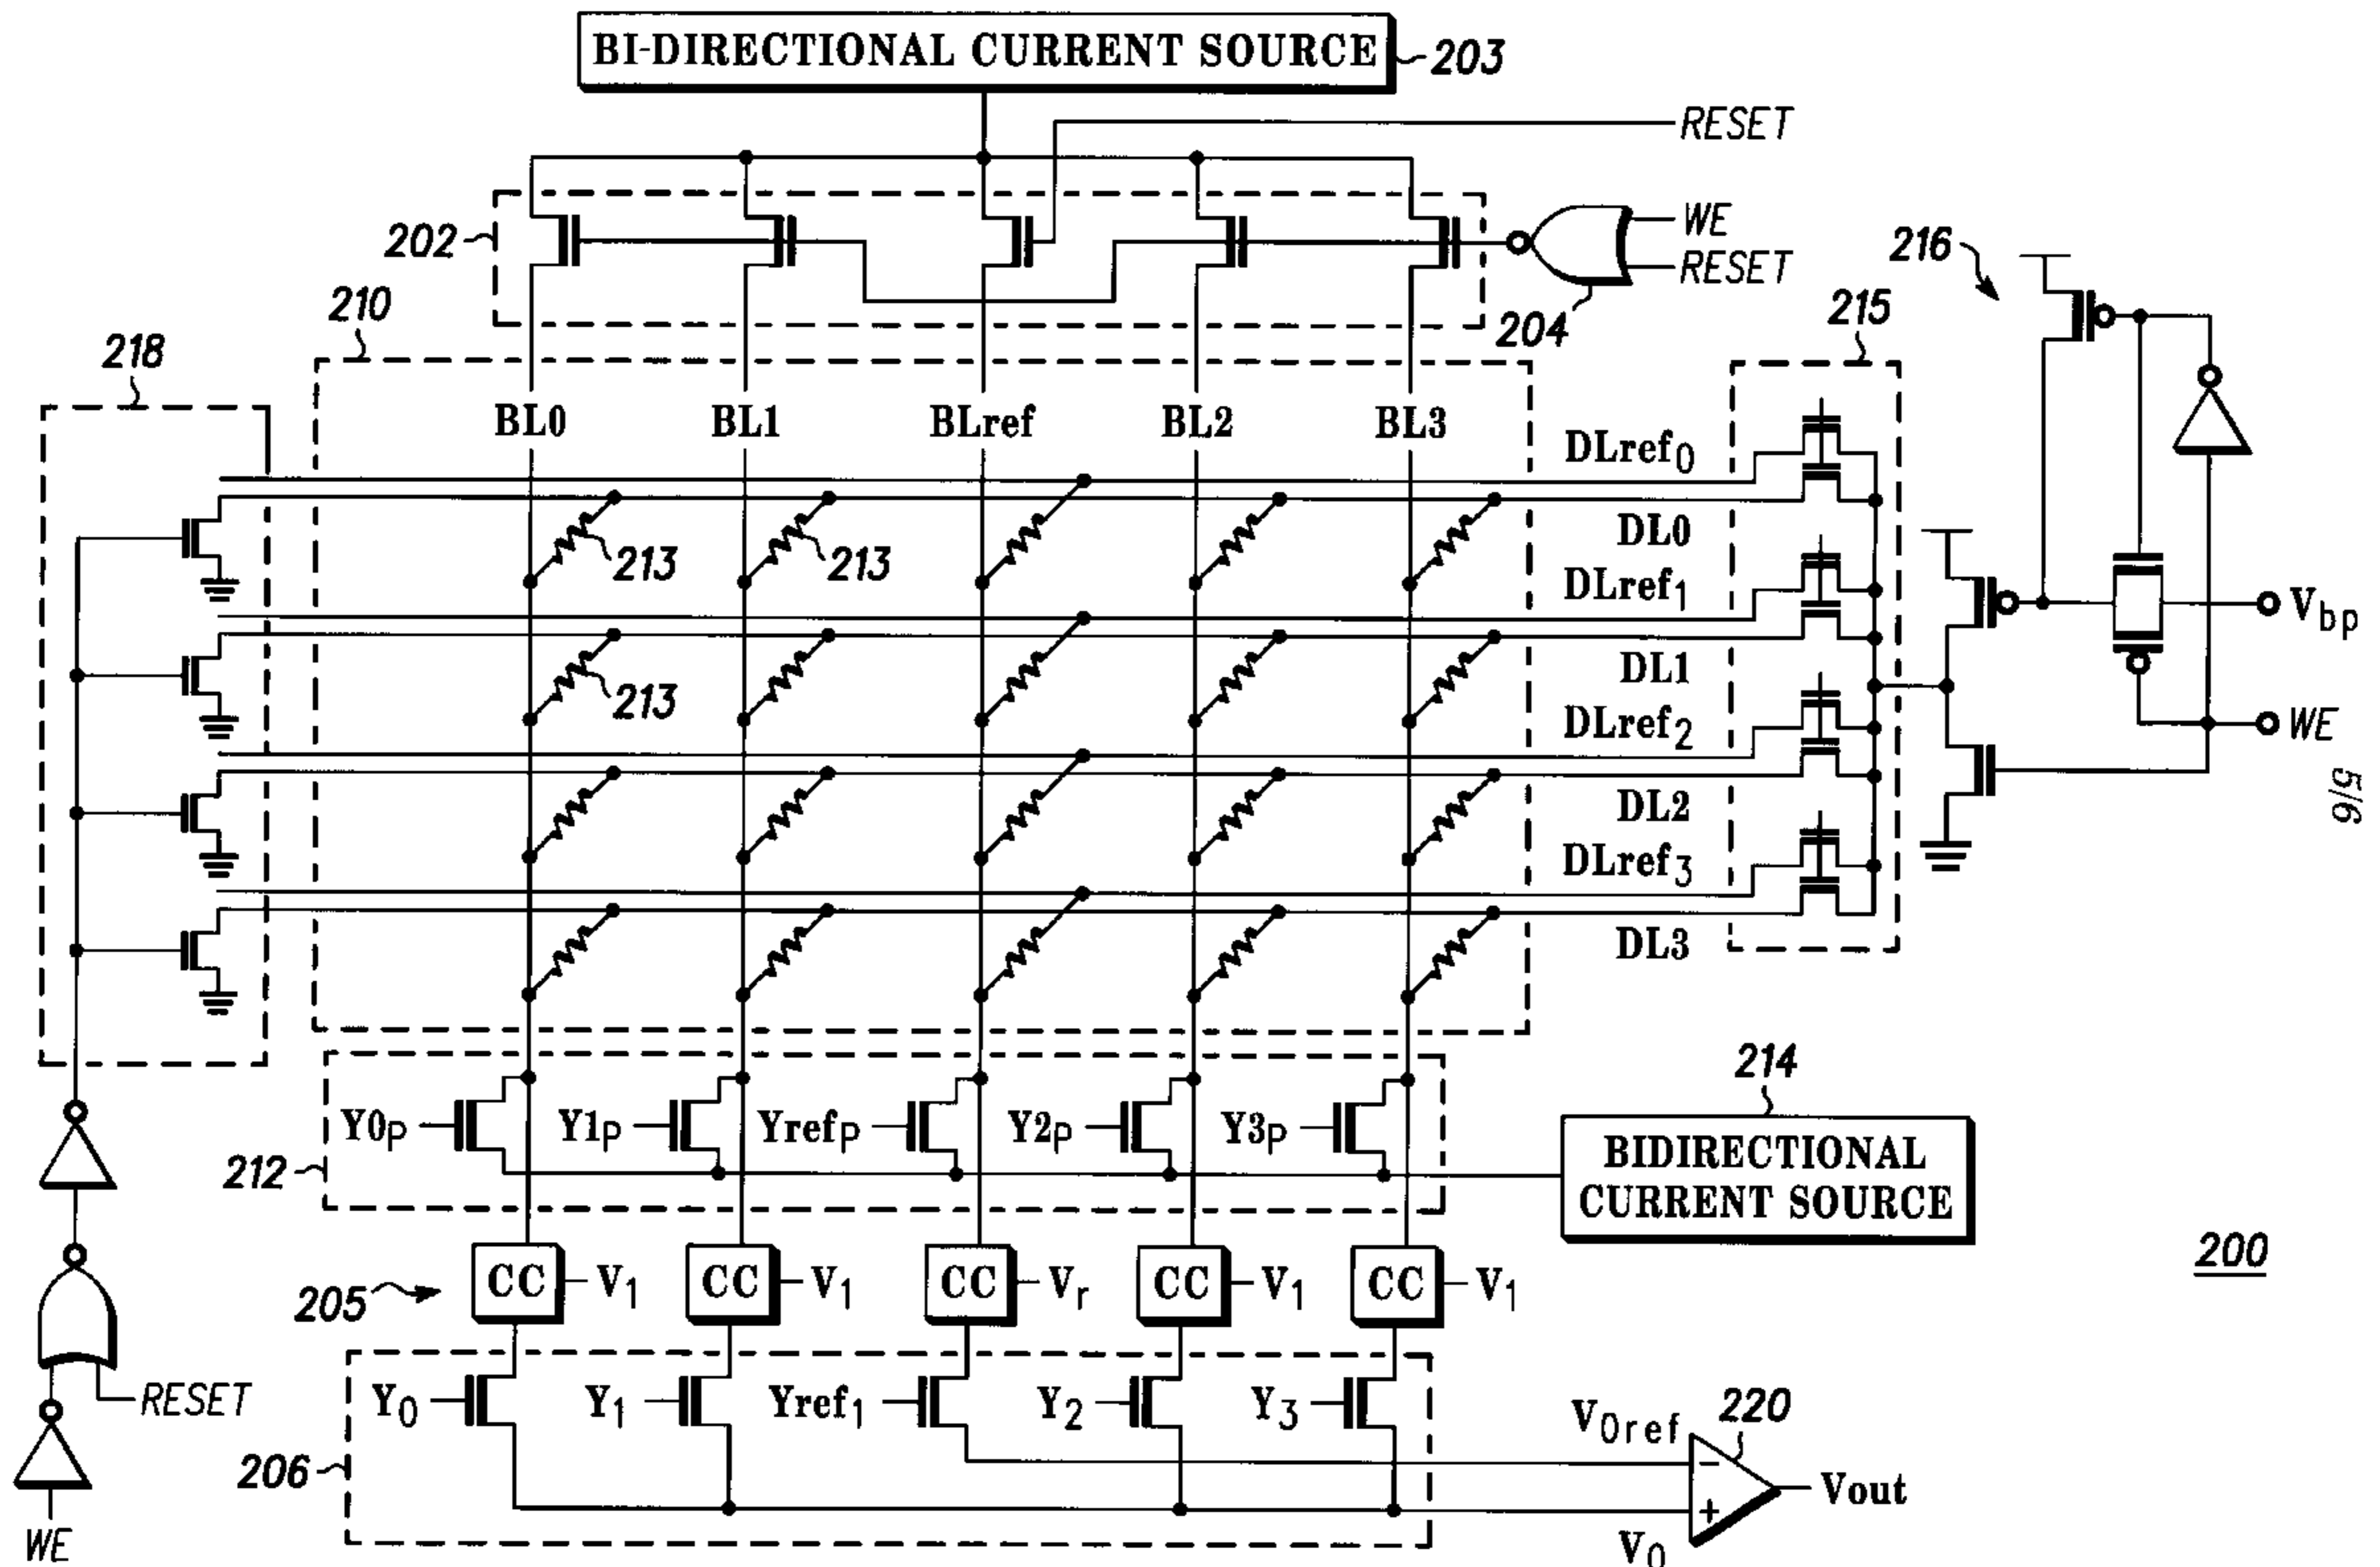 BI-DIRECTIONAL CURRENT SOURCE
203
RESET
202
WE
RESET
204
216
215
210
218
BL0 BL1 BLref BL2 BL3
DLref0
DL0
213 213
DLref1
Vbp
DL1
213
DLref2
WE
DL2
5/6
DLref3
DL3
214
Y0P Y1P YrefP Y2P Y3P
BIDIRECTIONAL
CURRENT SOURCE
212
200
205
CC V1 CC V1 CC Vr CC V1 CC V1
RESET
Y0 Y1 Yref1 Y2 Y3
V0ref
220
206
-
Vout
+
WE
V0